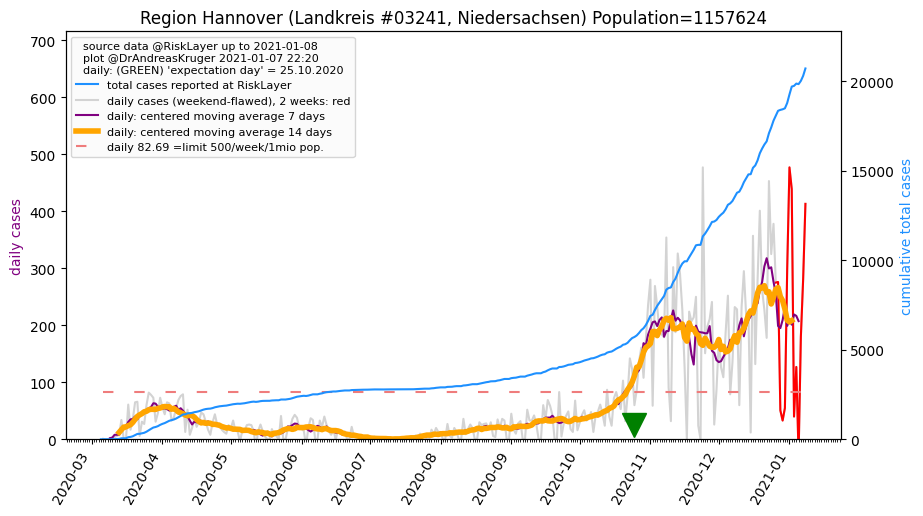 Region Hannover (Landkreis #03241, Niedersachsen) Population=1157624
source data @RiskLayer up to 2021-01-08
plot @DrAndreasKruger 2021-01-07 22:20
daily: (GREEN) 'expectation day' = 25.10.2020
total cases reported at RiskLayer
daily cases (weekend-flawed), 2 weeks: red
daily: centered moving average 7 days
daily: centered moving average 14 days
daily 82.69 =limit 500/week/1mio pop.
daily cases
700
600
500
400
300
200
100
0
cumulative total cases
20000
15000
10000
5000
0
2020-03
2020-04
2020-05
2020-06
2020-07
2020-08
2020-09
2020-10
2020-11
2020-12
2021-01